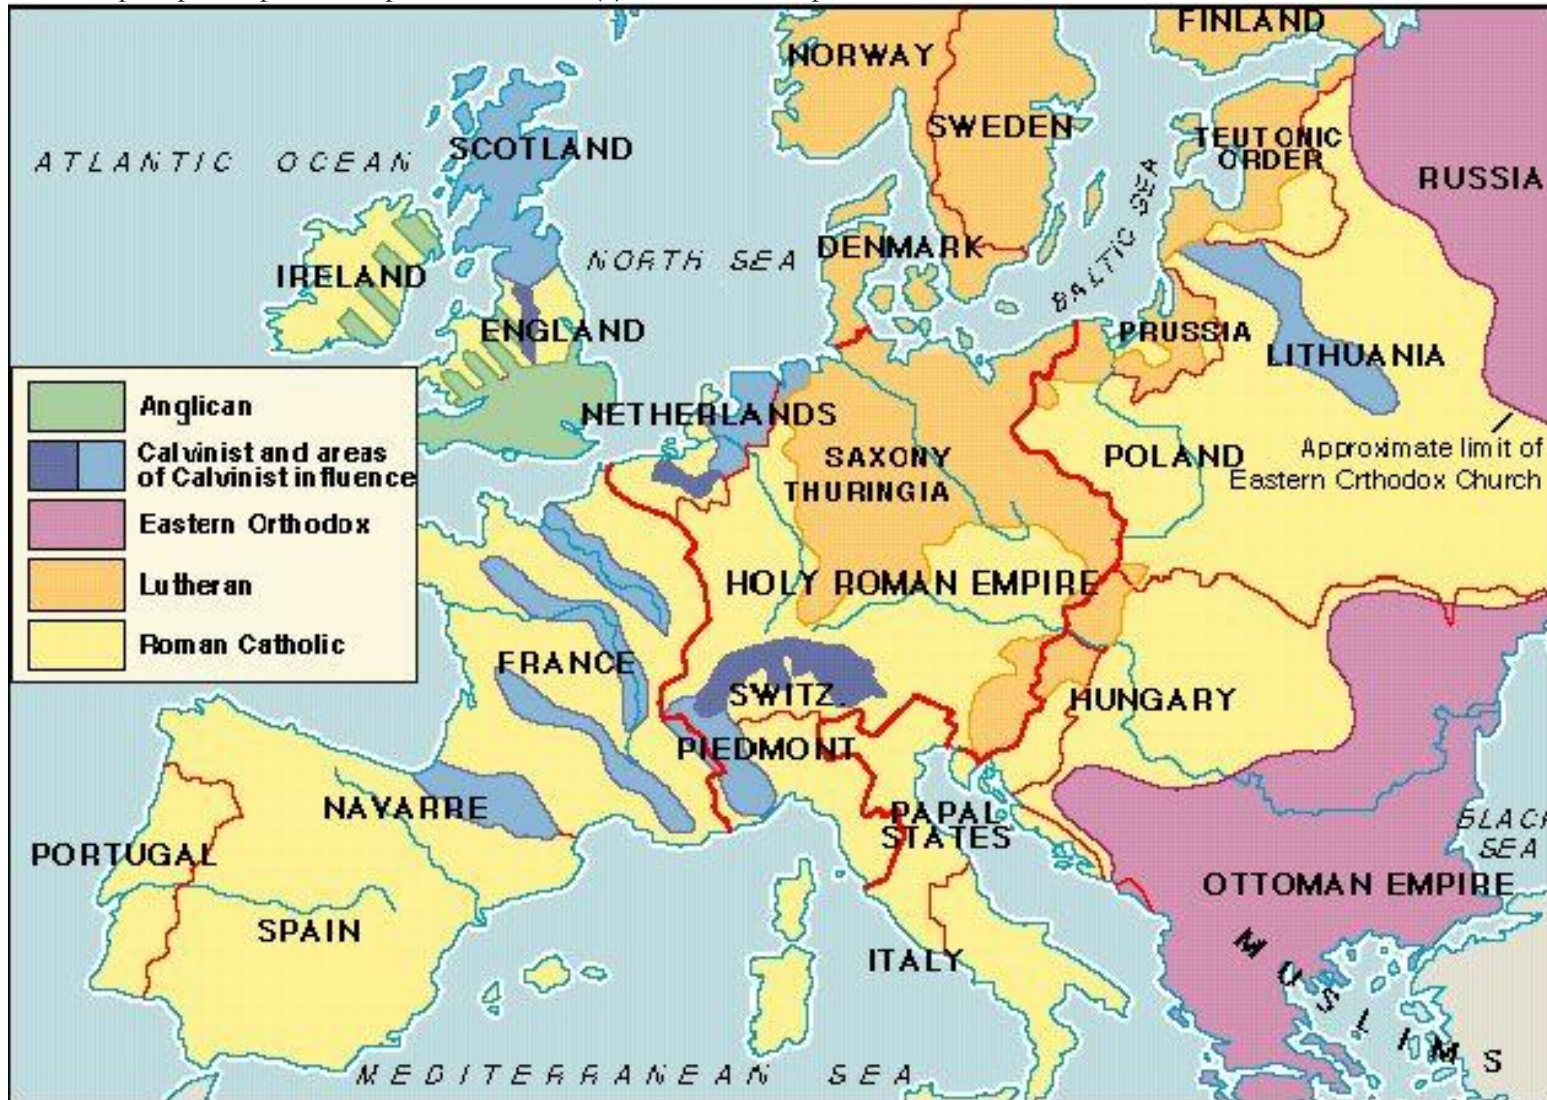 FINLAND
NORWAY
SWEDEN
SCOTLAND
ATLANTIC OCEAN
TEUTONIC
ORDER
RUSSIA
NORTH SEA
DENMARK
BALTIC SEA
IRELAND
ENGLAND
PRUSSIA
LITHUANIA
NETHERLANDS
Anglican
Calvinist and areas
of Calvinist influence
Eastern Orthodox
Lutheran
Roman Catholic
SAXONY
THURINGIA
POLAND
Approximate limit of
Eastern Orthodox Church
HOLY ROMAN EMPIRE
FRANCE
SWITZ.
HUNGARY
PIEDMONT
NAVARRE
PAPAL
STATES
BLACK
SEA
PORTUGAL
OTTOMAN EMPIRE
SPAIN
ITALY
MUSLIMS
MEDITERRANEAN SEA